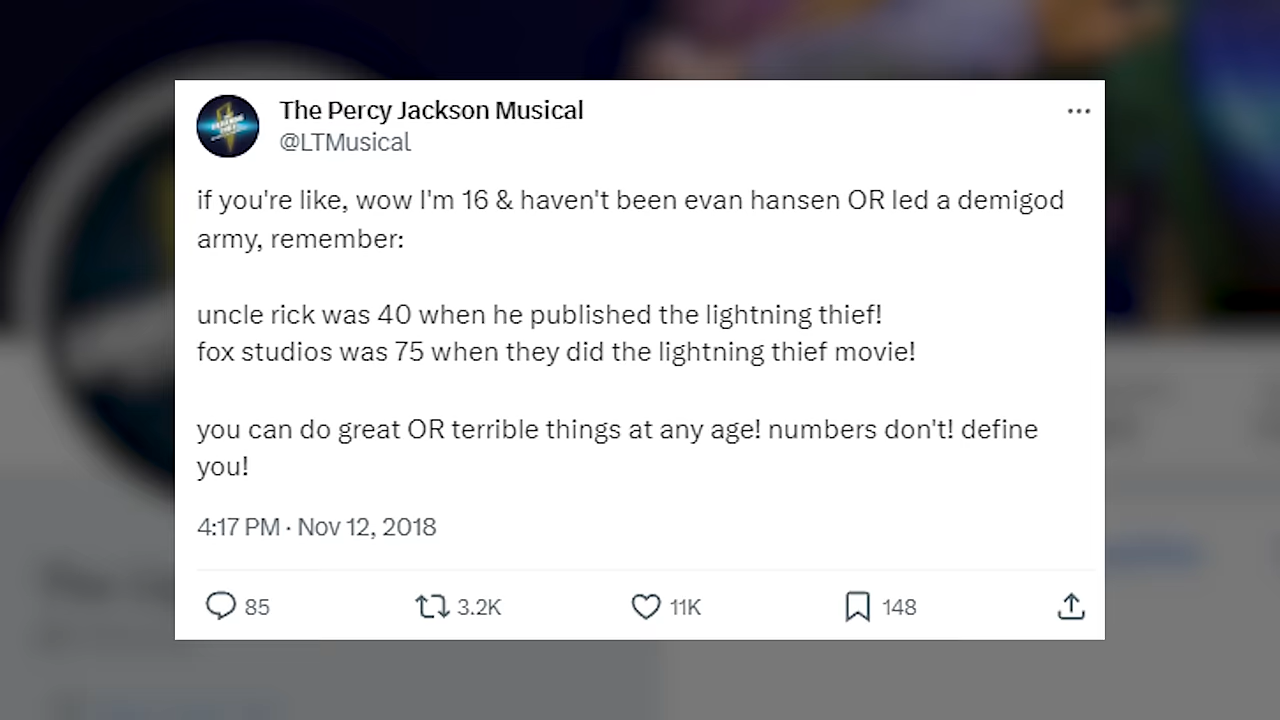 The Percy Jackson Musical
@LTMusical
if you're like, wow I'm 16 & haven't been evan hansen OR led a demigod
army, remember:
uncle rick was 40 when he published the lightning thief!
fox studios was 75 when they did the lightning thief movie!
you can do great OR terrible things at any age! numbers don't! define
you!
4:17 PM · Nov 12, 2018
85 3.2K 11K 148